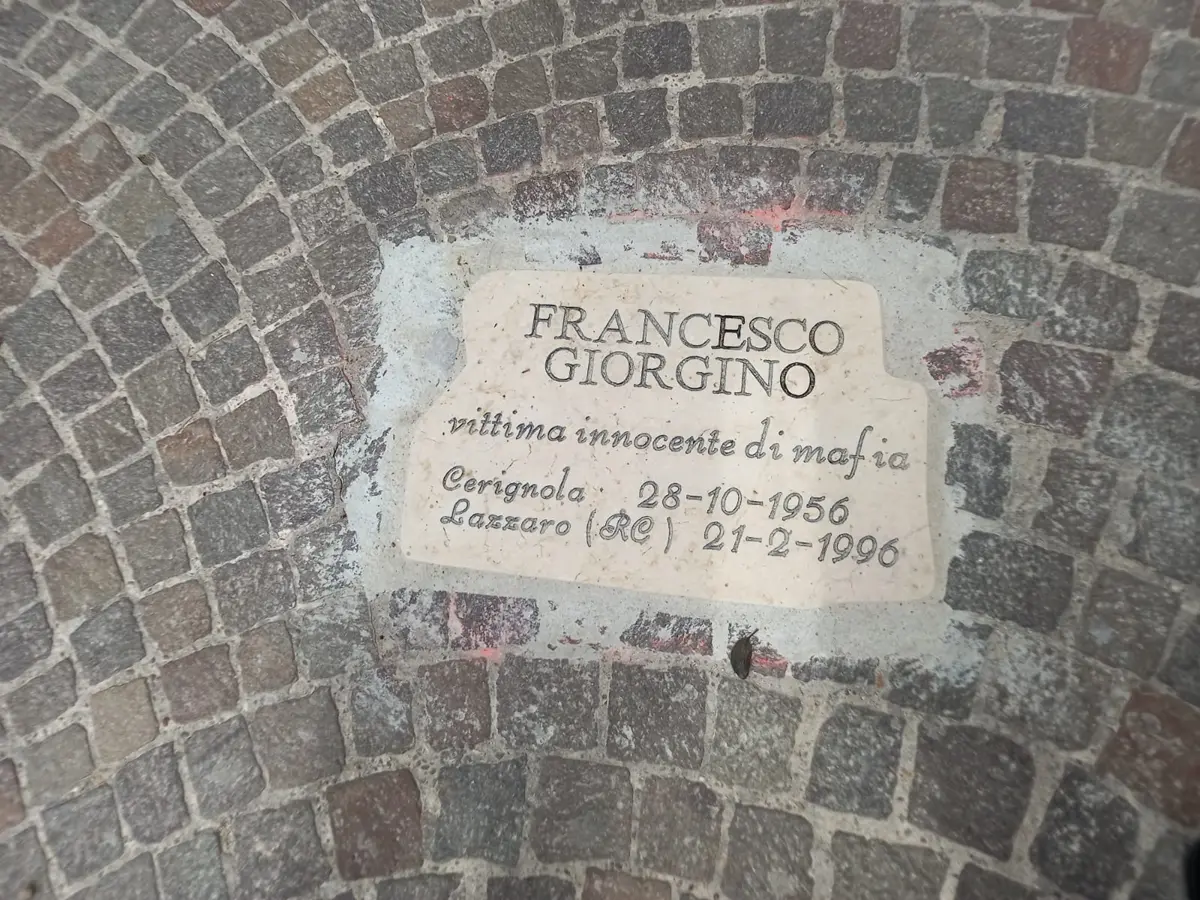 FRANCESCO
GIORGINO
vittima innocente di mafia
Cerignola 28-10-1956
Lazzaro (RC) 21-2-1996